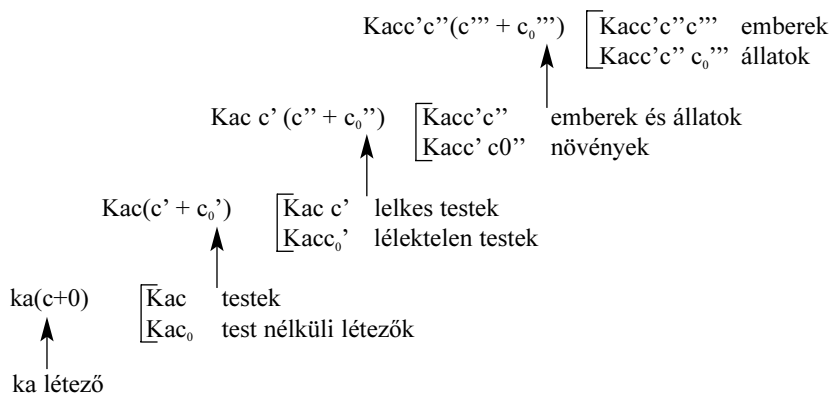 Kacc'c''(c''' + c₀''') Kacc'c''c''' emberek
Kacc'c'' c₀''' állatok
Kac c’ (c’’ + c₀’’) Kacc'c'' emberek és állatok
Kacc’ c0’’ növények
Kac(c’ + c₀’) Kac c’ lelkes testek
Kacc₀’ lélektelen testek
ka(c+0) Kac testek
Kac₀ test nélküli létezők
ka létező